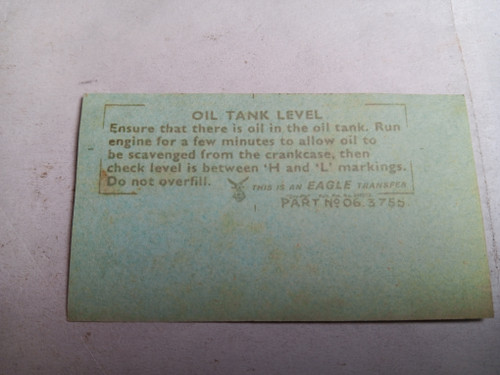 OIL TANK LEVEL
Ensure that there is oil in the oil tank. Run
engine for a few minutes to allow oil to
be scavenged from the crankcase, then
check level is between 'H and 'L' markings.
Do not overfill.
THIS IS AN EAGLE TRANSFER
PART Nº 06.3755